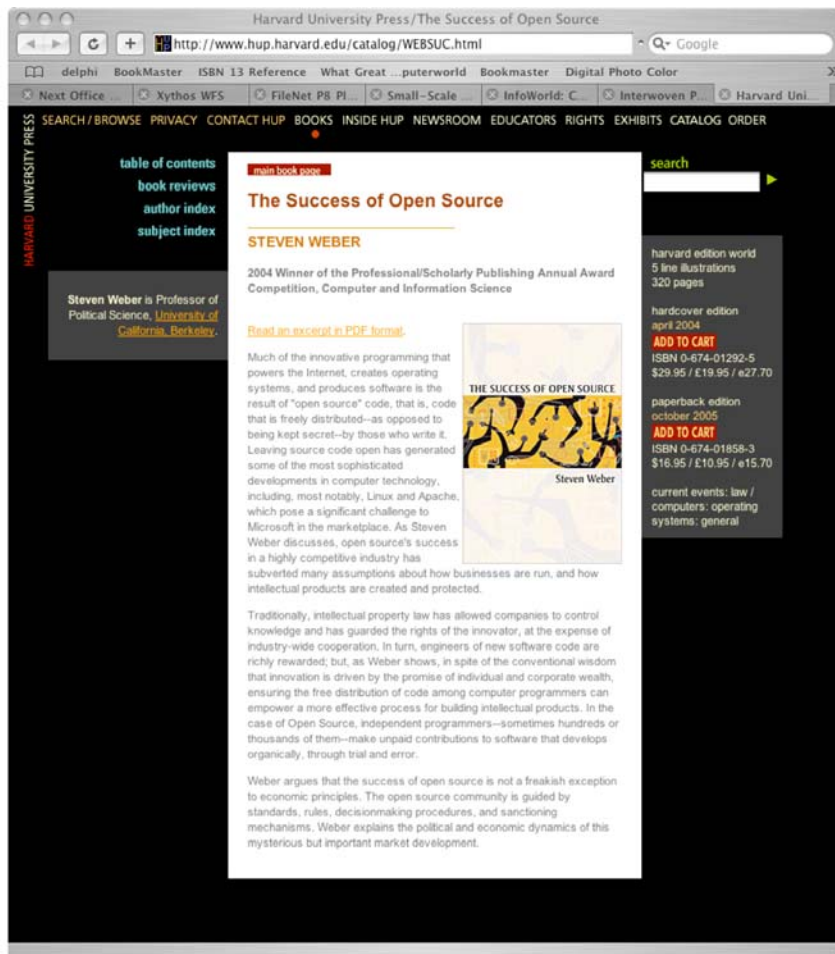 Harvard University Press/The Success of Open Source
http://www.hup.harvard.edu/catalog/WEBSUC.html
Google
delphi BookMaster ISBN 13 Reference What Great ...puterworld Bookmaster Digital Photo Color
Next Office ... Xythos WFS FileNet P8 Pl... Small-Scale ... InfoWorld: C... Interwoven P... Harvard Uni...
HARVARD UNIVERSITY PRESS
SEARCH / BROWSE PRIVACY CONTACT HUP BOOKS INSIDE HUP NEWSROOM EDUCATORS RIGHTS EXHIBITS CATALOG ORDER
table of contents
book reviews
author index
subject index
Steven Weber is Professor of
Political Science, University of
California, Berkeley.
main book page
The Success of Open Source
STEVEN WEBER
2004 Winner of the Professional/Scholarly Publishing Annual Award
Competition, Computer and Information Science
Read an excerpt in PDF format.
Much of the innovative programming that
powers the Internet, creates operating
systems, and produces software is the
result of "open source" code, that is, code
that is freely distributed--as opposed to
being kept secret--by those who write it.
Leaving source code open has generated
some of the most sophisticated
developments in computer technology,
including, most notably, Linux and Apache,
which pose a significant challenge to
Microsoft in the marketplace. As Steven
Weber discusses, open source's success
in a highly competitive industry has
subverted many assumptions about how businesses are run, and how
intellectual products are created and protected.
THE SUCCESS OF OPEN SOURCE
Steven Weber
Traditionally, intellectual property law has allowed companies to control
knowledge and has guarded the rights of the innovator, at the expense of
industry-wide cooperation. In turn, engineers of new software code are
richly rewarded; but, as Weber shows, in spite of the conventional wisdom
that innovation is driven by the promise of individual and corporate wealth,
ensuring the free distribution of code among computer programmers can
empower a more effective process for building intellectual products. In the
case of Open Source, independent programmers--sometimes hundreds or
thousands of them--make unpaid contributions to software that develops
organically, through trial and error.
Weber argues that the success of open source is not a freakish exception
to economic principles. The open source community is guided by
standards, rules, decisionmaking procedures, and sanctioning
mechanisms. Weber explains the political and economic dynamics of this
mysterious but important market development.
search
harvard edition world
5 line illustrations
320 pages
hardcover edition
april 2004
ADD TO CART
ISBN 0-674-01292-5
$29.95 / £19.95 / e27.70
paperback edition
october 2005
ADD TO CART
ISBN 0-674-01858-3
$16.95 / £10.95 / e15.70
current events: law /
computers: operating
systems: general